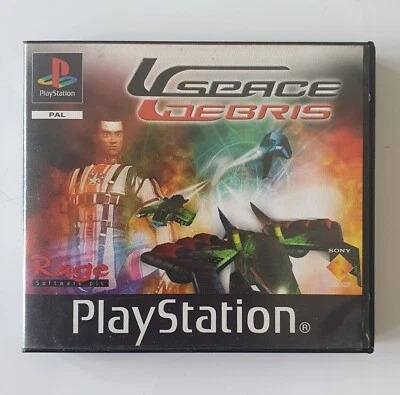 SPACE
DEBRIS
PlayStation
PAL
Rage
Software plc
SONY
PlayStation®